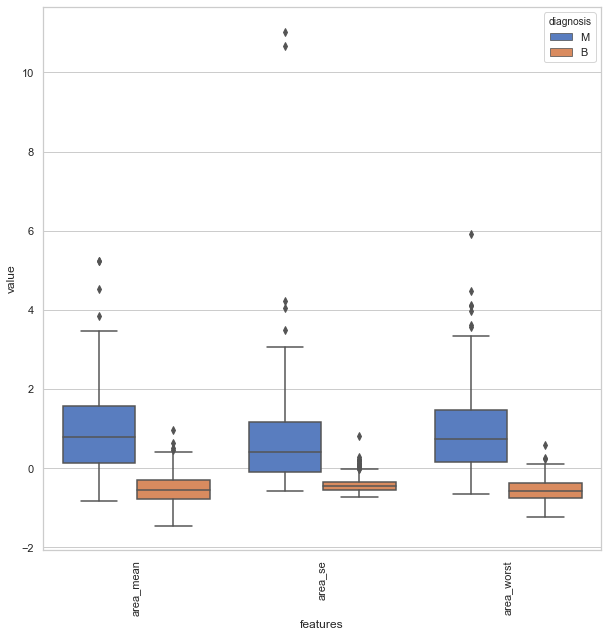 diagnosis
M
B
value
10
8
6
4
2
0
−2
area_mean
area_se
area_worst
features